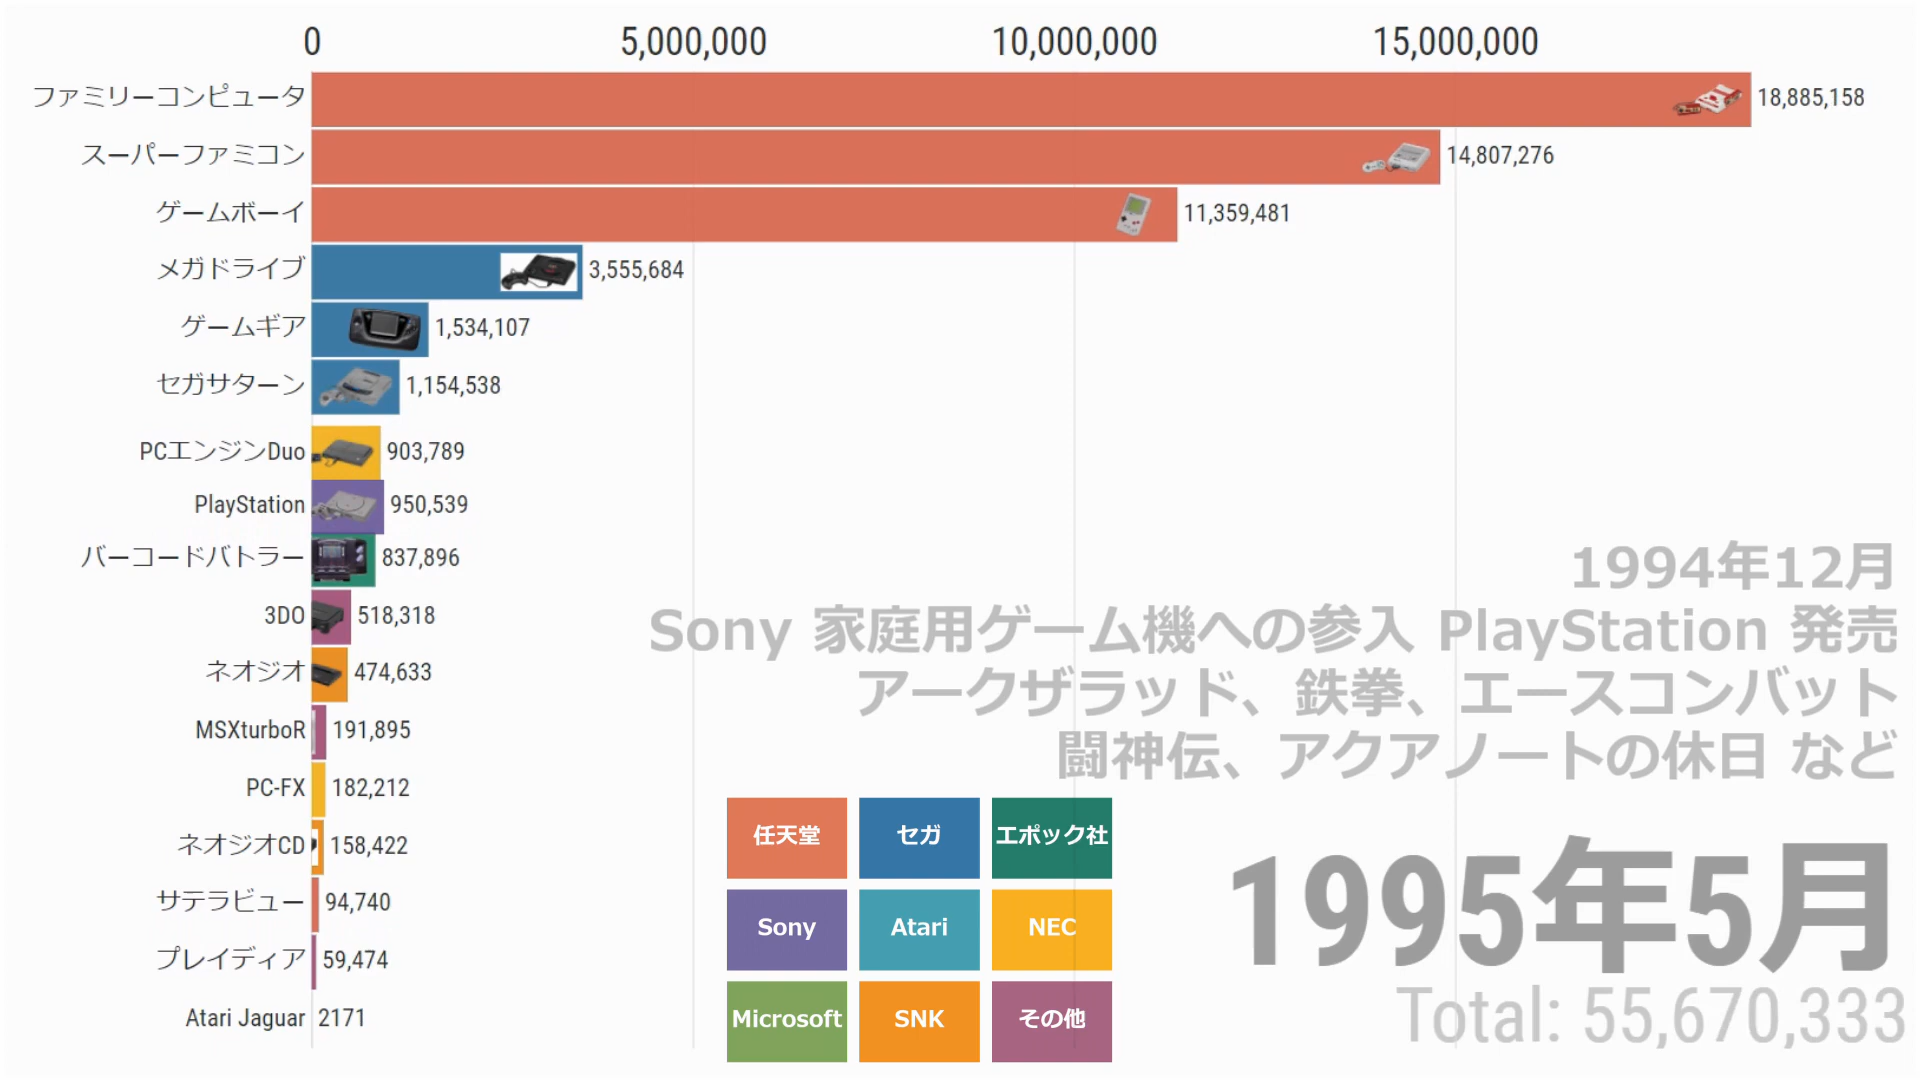 0 5,000,000 10,000,000 15,000,000
ファミリーコンピュータ 18,885,158
スーパーファミコン 14,807,276
ゲームボーイ 11,359,481
メガドライブ 3,555,684
ゲームギア 1,534,107
セガサターン 1,154,538
PCエンジンDuo 903,789
PlayStation 950,539
バーコードバトラー 837,896
3DO 518,318
ネオジオ 474,633
MSXturboR 191,895
PC-FX 182,212
ネオジオCD 158,422
サテラビュー 94,740
プレイディア 59,474
Atari Jaguar 2171
1994年12月
Sony 家庭用ゲーム機への参入 PlayStation 発売
アークザラッド、鉄拳、エースコンバット
闘神伝、アクアノートの休日 など
任天堂 セガ エポック社
Sony Atari NEC
Microsoft SNK その他
1995年5月
Total: 55,670,333